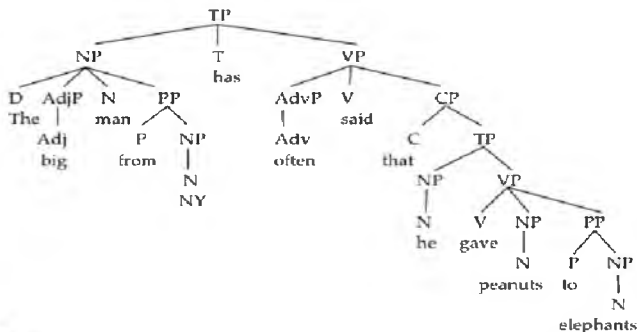 TP
NP T VP
has
D AdjP N PP AdvP V CP
The man said
Adj P NP Adv C TP
big from often that
N NP VP
NY
N V NP PP
he gave
N P NP
peanuts to
N
elephants